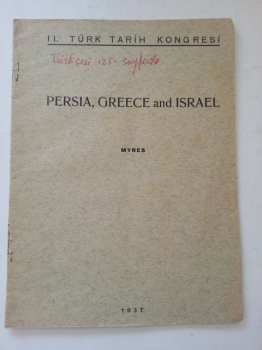 II. TÜRK TARİH KONGRESİ
Türkçesi 125. sayfada
PERSIA, GREECE and ISRAEL
MYRES
1937